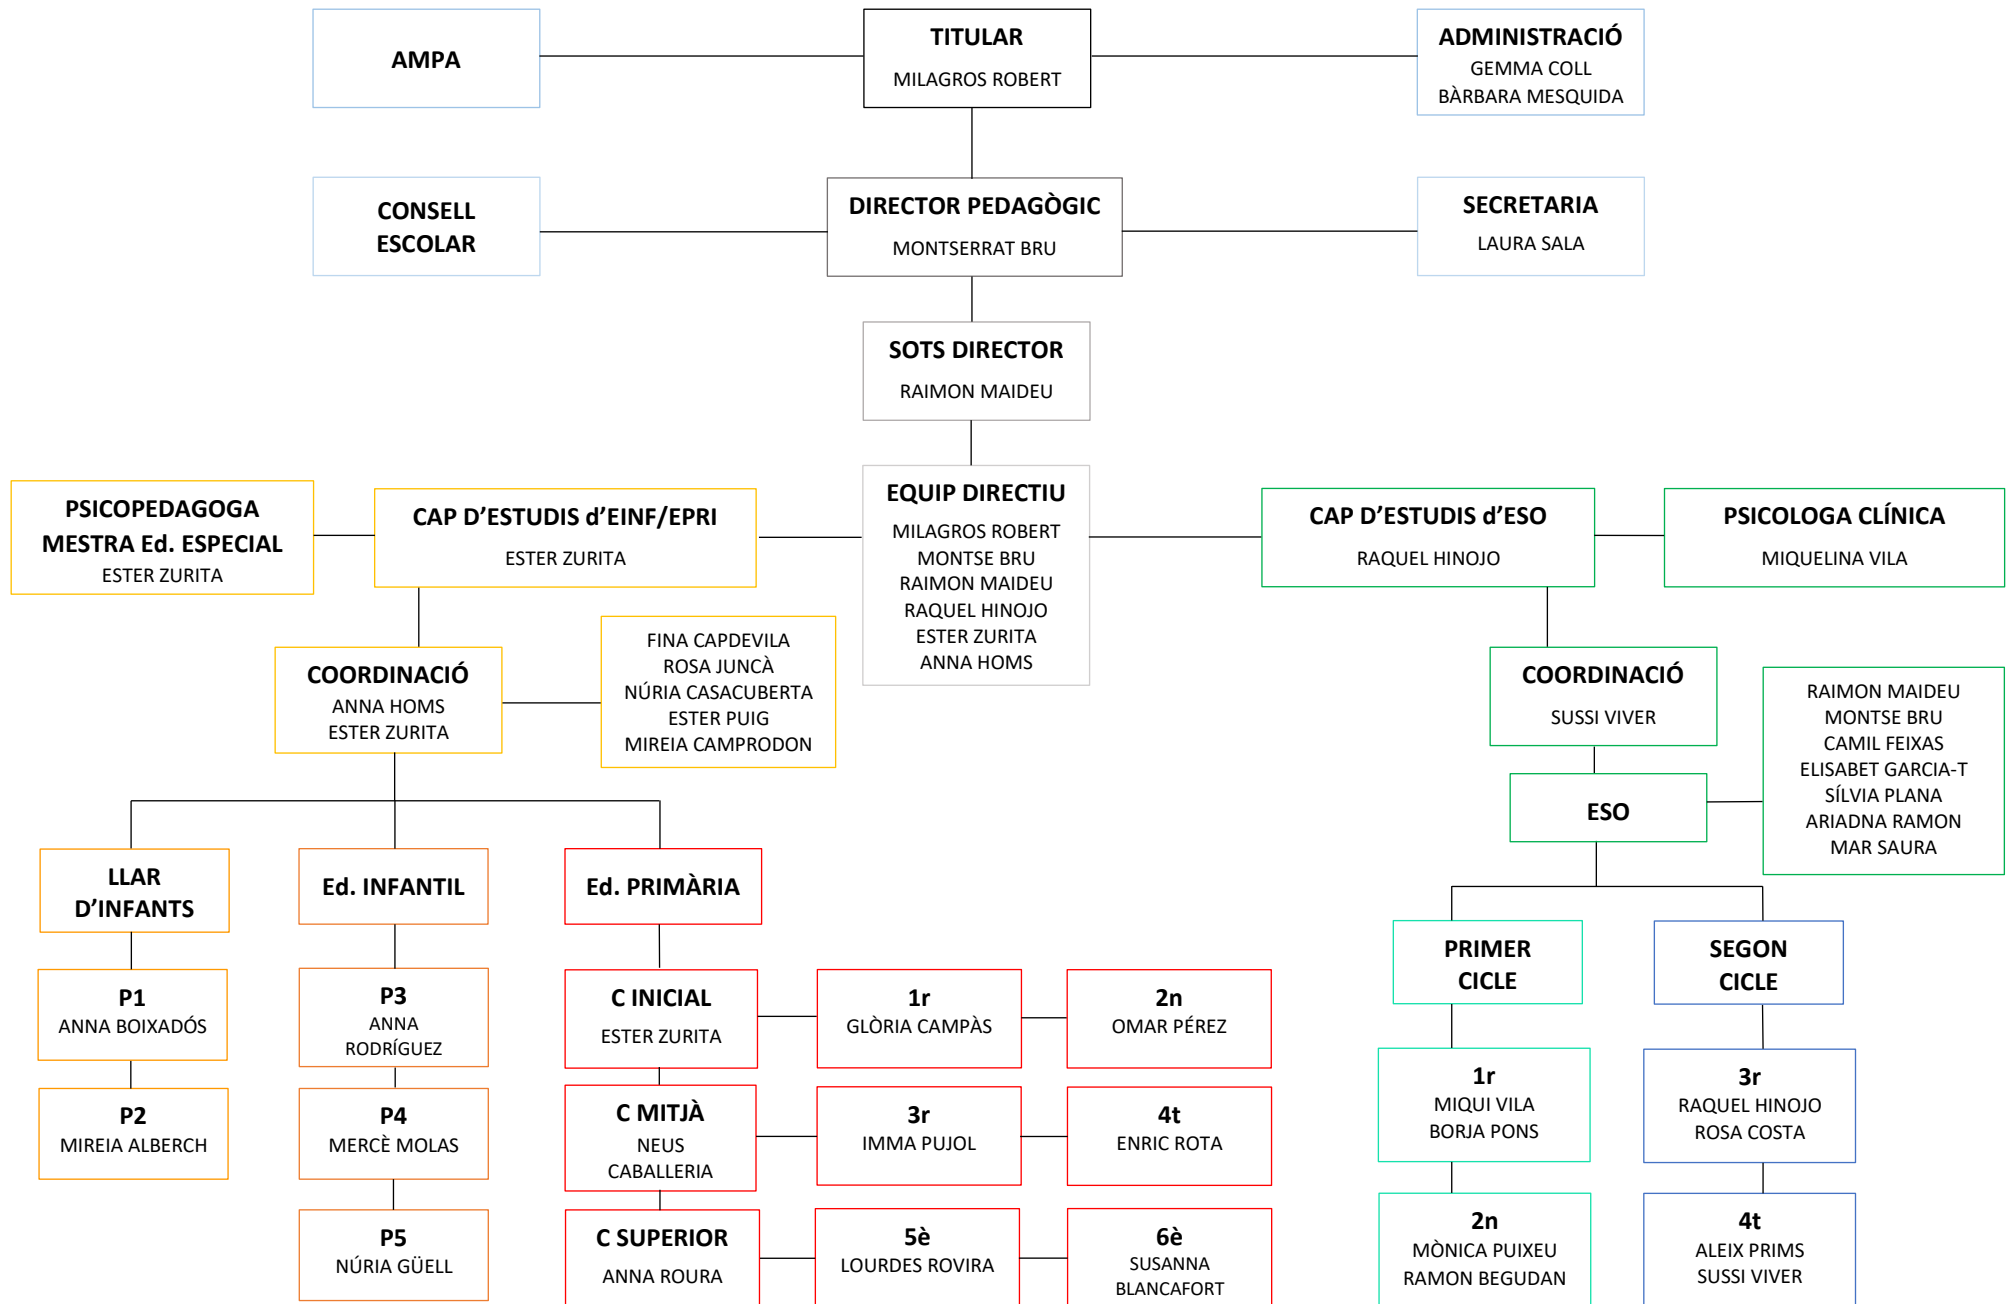 AMPA
TITULAR
MILAGROS ROBERT
ADMINISTRACIÓ
GEMMA COLL
BÀRBARA MESQUIDA
CONSELL
ESCOLAR
DIRECTOR PEDAGÒGIC
MONTSERRAT BRU
SECRETARIA
LAURA SALA
SOTS DIRECTOR
RAIMON MAIDEU
PSICOPEDAGOGA
MESTRA Ed. ESPECIAL
ESTER ZURITA
CAP D'ESTUDIS d'EINF/EPRI
ESTER ZURITA
EQUIP DIRECTIU
MILAGROS ROBERT
MONTSE BRU
RAIMON MAIDEU
RAQUEL HINOJO
ESTER ZURITA
ANNA HOMS
CAP D'ESTUDIS d'ESO
RAQUEL HINOJO
PSICOLOGA CLÍNICA
MIQUELINA VILA
COORDINACIÓ
ANNA HOMS
ESTER ZURITA
FINA CAPDEVILA
ROSA JUNCÀ
NÚRIA CASACUBERTA
ESTER PUIG
MIREIA CAMPRODON
COORDINACIÓ
SUSSI VIVER
RAIMON MAIDEU
MONTSE BRU
CAMIL FEIXAS
ELISABET GARCIA-T
SÍLVIA PLANA
ARIADNA RAMON
MAR SAURA
ESO
LLAR
D'INFANTS
Ed. INFANTIL
Ed. PRIMÀRIA
PRIMER
CICLE
SEGON
CICLE
P1
ANNA BOIXADÓS
P3
ANNA
RODRÍGUEZ
C INICIAL
ESTER ZURITA
1r
GLÒRIA CAMPÀS
2n
OMAR PÉREZ
1r
MIQUI VILA
BORJA PONS
3r
RAQUEL HINOJO
ROSA COSTA
P2
MIREIA ALBERCH
P4
MERCÈ MOLAS
C MITJÀ
NEUS
CABALLERIA
3r
IMMA PUJOL
4t
ENRIC ROTA
P5
NÚRIA GÜELL
C SUPERIOR
ANNA ROURA
5è
LOURDES ROVIRA
6è
SUSANNA
BLANCAFORT
2n
MÒNICA PUIXEU
RAMON BEGUDAN
4t
ALEIX PRIMS
SUSSI VIVER